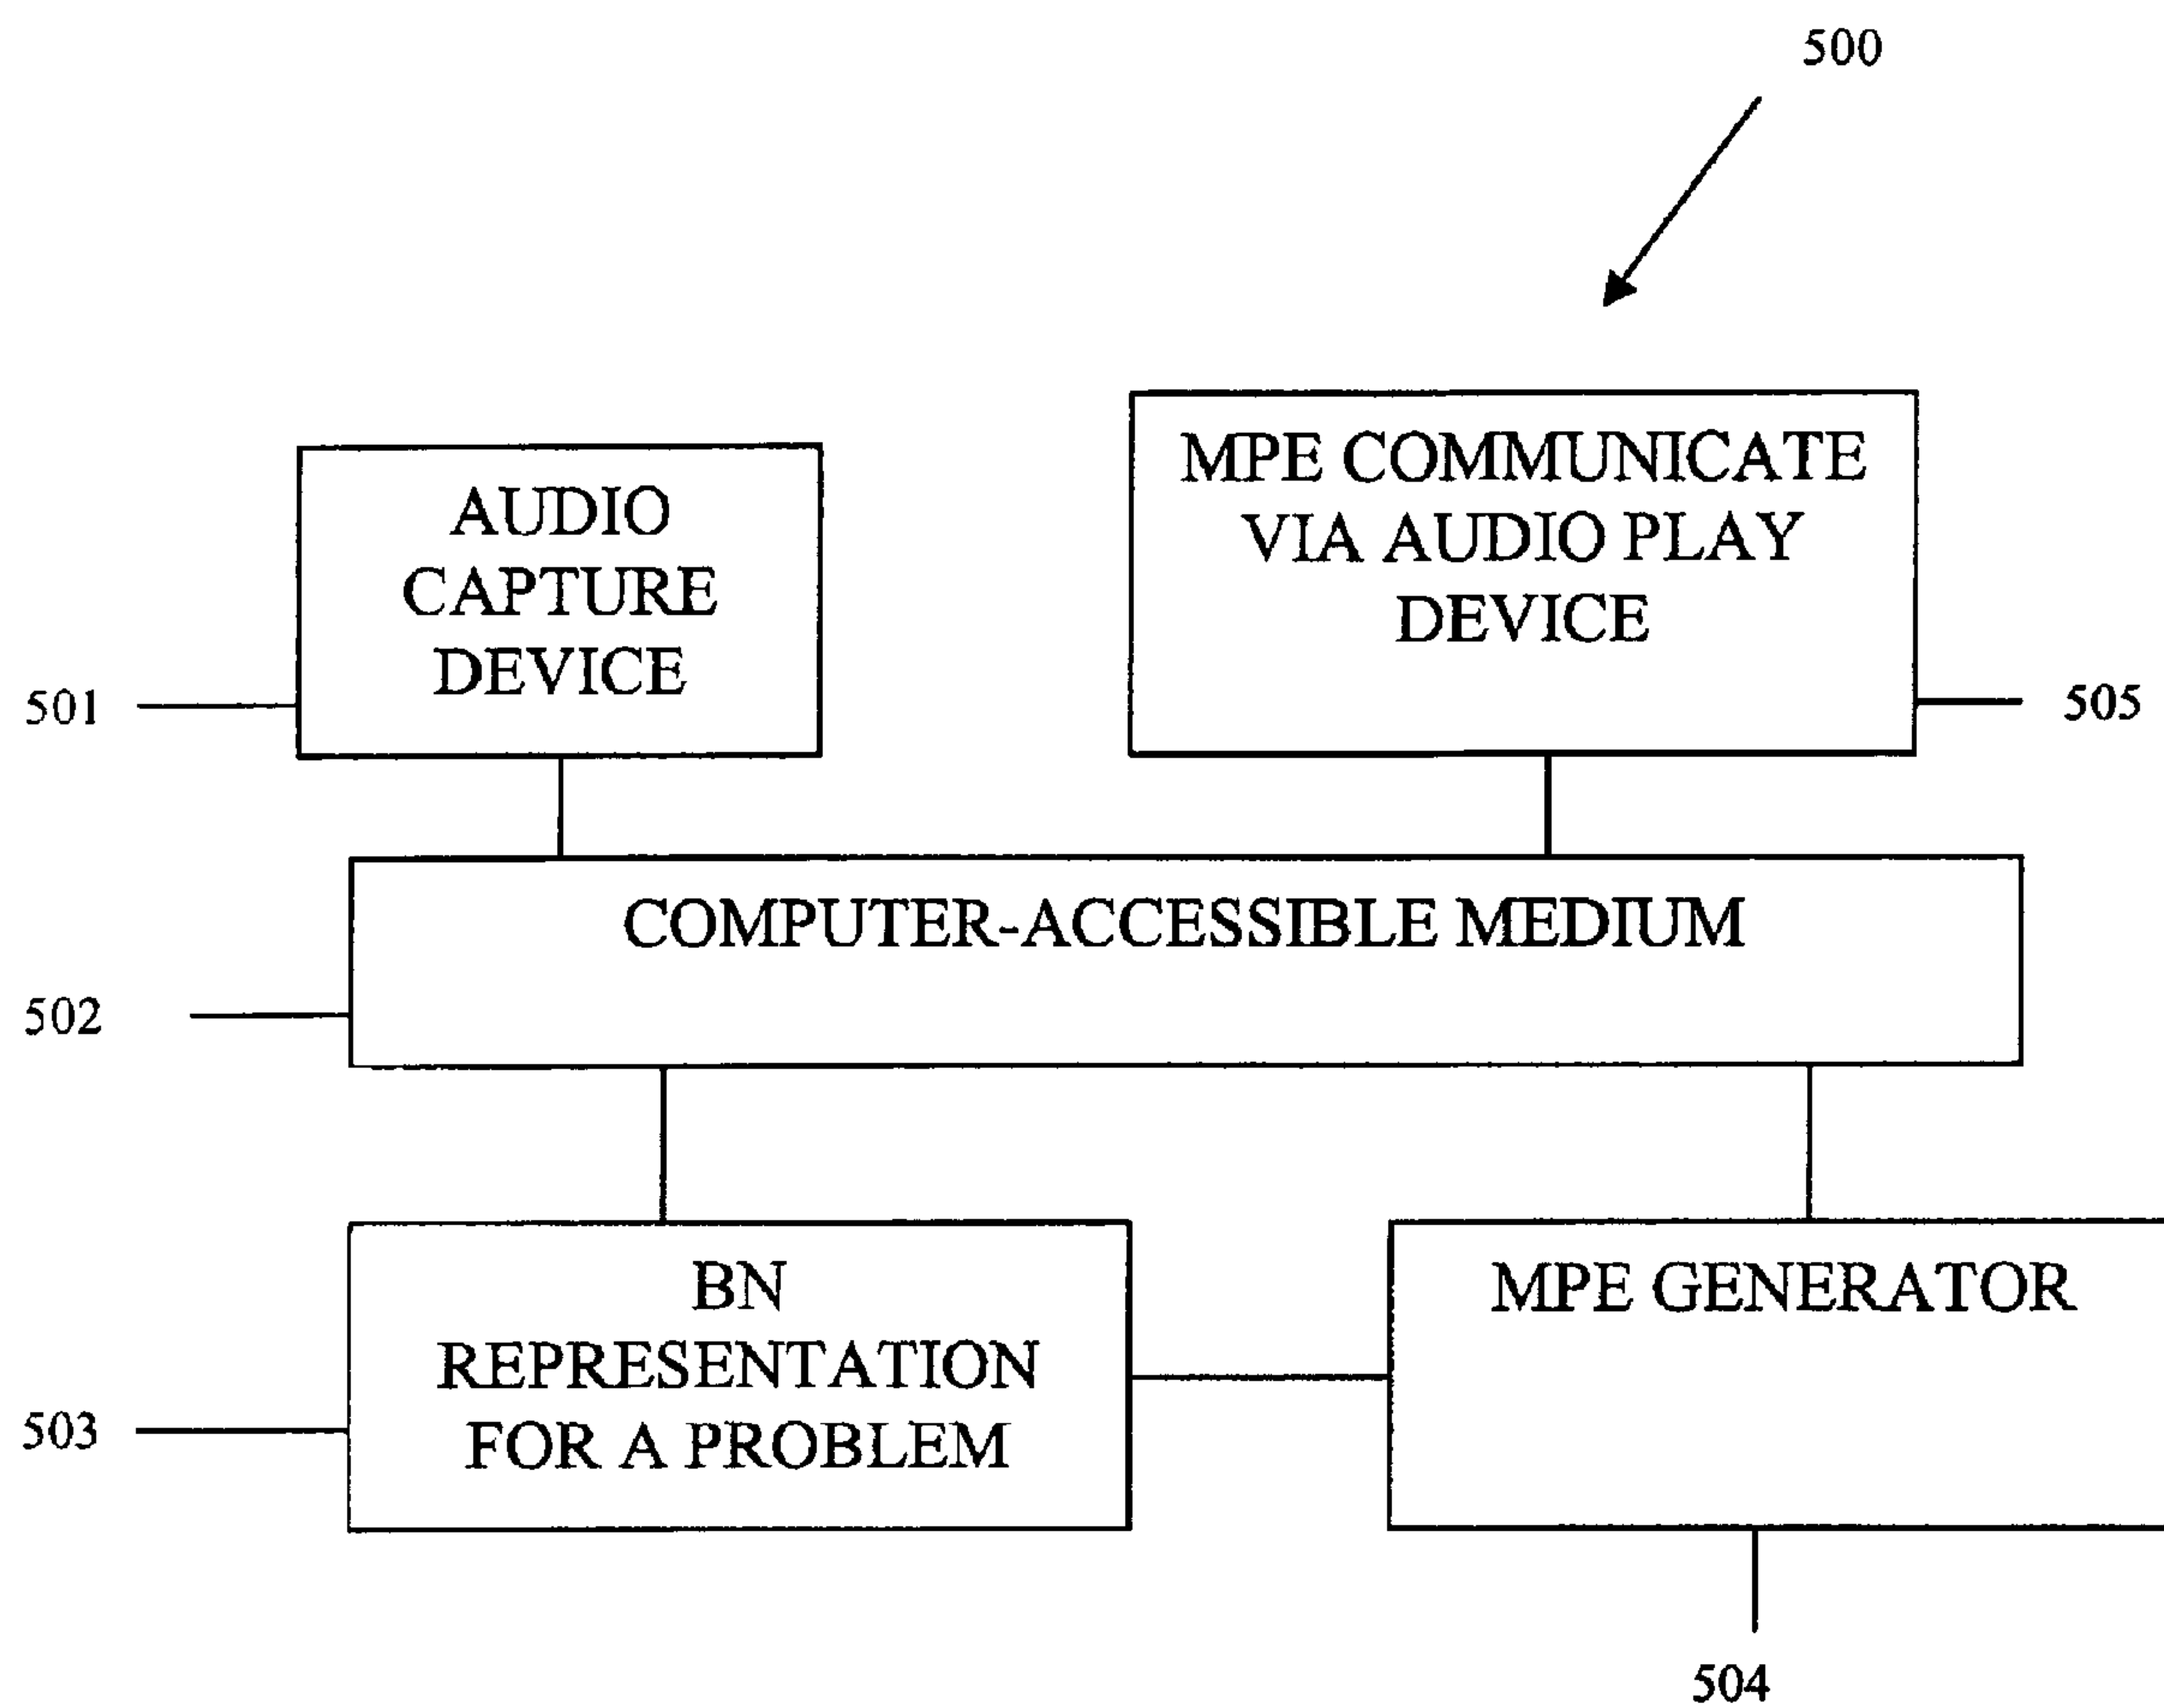 500
AUDIO
CAPTURE
DEVICE
501
MPE COMMUNICATE
VIA AUDIO PLAY
DEVICE
505
COMPUTER-ACCESSIBLE MEDIUM
502
BN
REPRESENTATION
FOR A PROBLEM
503
MPE GENERATOR
504